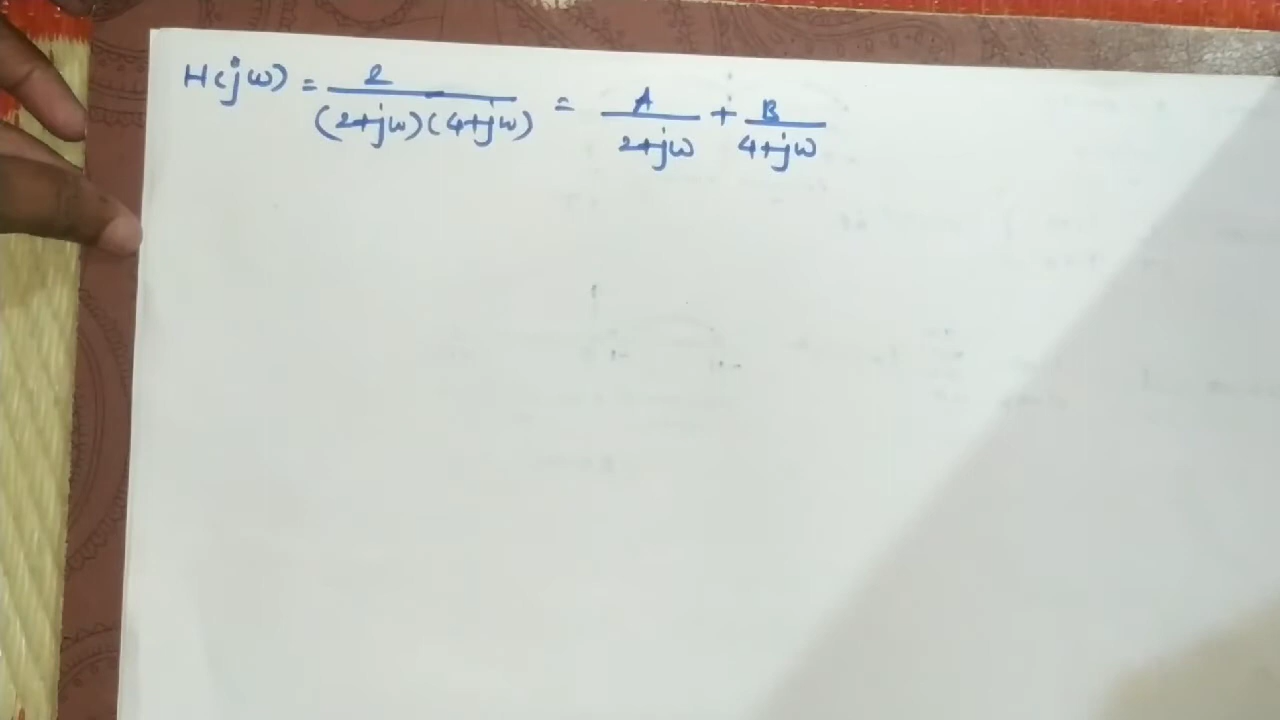 H(jω) = 2/((2+jω)(4+jω)) = A/(2+jω) + B/(4+jω)